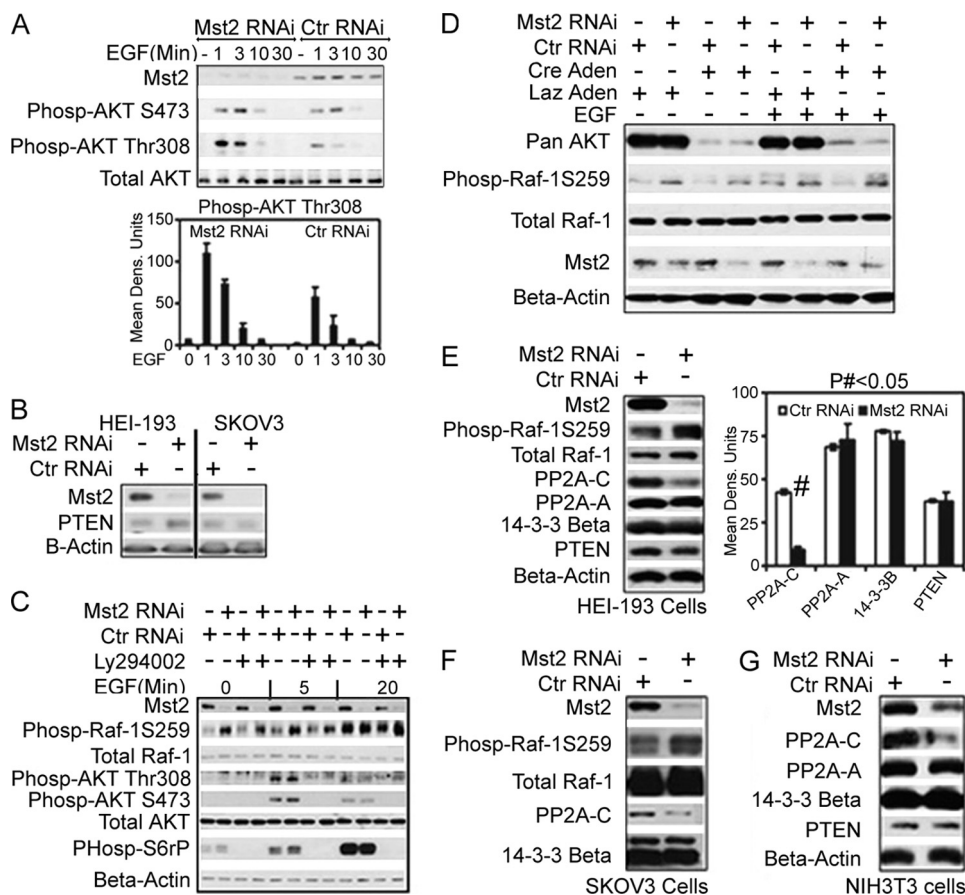 A
Mst2 RNAi Ctr RNAi
EGF(Min) - 1 3 10 30 - 1 3 10 30
Mst2
Phosp-AKT S473
Phosp-AKT Thr308
Total AKT
Phosp-AKT Thr308
Mst2 RNAi Ctr RNAi
Mean Dens. Units
150
100
50
0
EGF 0 1 3 10 30 0 1 3 10 30
B
HEI-193 SKOV3
Mst2 RNAi - + - +
Ctr RNAi + - + -
Mst2
PTEN
B-Actin
C
Mst2 RNAi - + - + - + - + - + - +
Ctr RNAi + - + - + - + - + - + -
Ly294002 - - + + - - + + - - + +
EGF(Min) 0 5 20
Mst2
Phosp-Raf-1S259
Total Raf-1
Phosp-AKT Thr308
Phosp-AKT S473
Total AKT
PHosp-S6rP
Beta-Actin
D
Mst2 RNAi - + - + - + - +
Ctr RNAi + - + - + - + -
Cre Aden - - + + - - + +
Laz Aden + + - - + + - -
EGF - - - - + + + +
Pan AKT
Phosp-Raf-1S259
Total Raf-1
Mst2
Beta-Actin
E
Mst2 RNAi - +
Ctr RNAi + -
Mst2
Phosp-Raf-1S259
Total Raf-1
PP2A-C
PP2A-A
14-3-3 Beta
PTEN
Beta-Actin
HEI-193 Cells
P#<0.05
Ctr RNAi Mst2 RNAi
Mean Dens. Units
75
50
25
0
#
PP2A-C PP2A-A 14-3-3B PTEN
F
Mst2 RNAi - +
Ctr RNAi + -
Mst2
Phosp-Raf-1S259
Total Raf-1
PP2A-C
14-3-3 Beta
SKOV3 Cells
G
Mst2 RNAi - +
Ctr RNAi + -
Mst2
PP2A-C
PP2A-A
14-3-3 Beta
PTEN
Beta-Actin
NIH3T3 cells